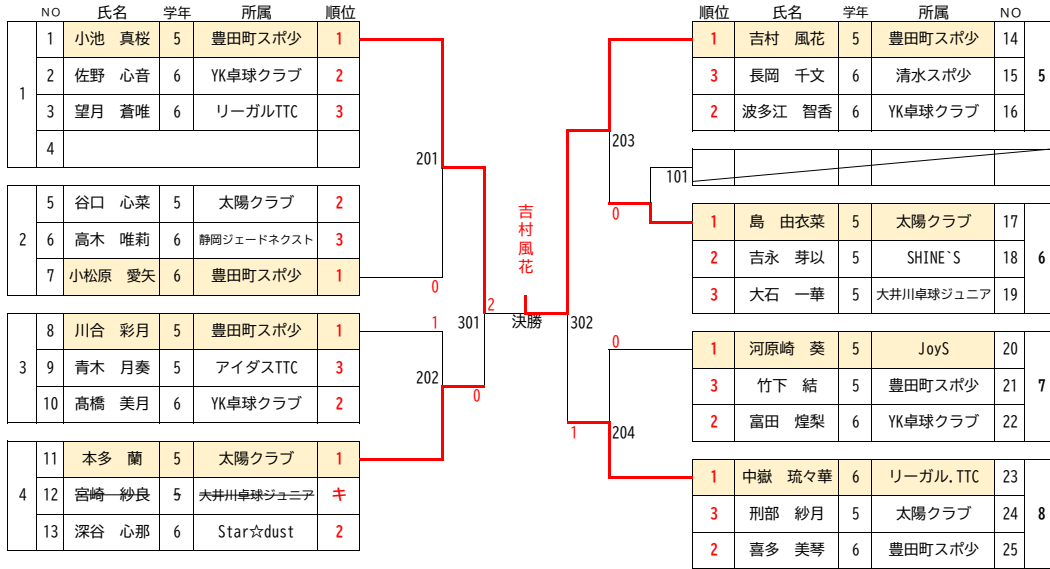 NO 氏名 学年 所属 順位
1
1 小池 真桜 5 豊田町スポ少 1
2 佐野 心音 6 YK卓球クラブ 2
3 望月 蒼唯 6 リーガルTTC 3
4
2
5 谷口 心菜 5 太陽クラブ 2
6 高木 唯莉 6 静岡ジェードネクスト 3
7 小松原 愛矢 6 豊田町スポ少 1
3
8 川合 彩月 5 豊田町スポ少 1
9 青木 月奏 5 アイダスTTC 3
10 髙橋 美月 6 YK卓球クラブ 2
4
11 本多 蘭 5 太陽クラブ 1
12 宮崎 紗良 5 大井川卓球ジュニア キ
13 深谷 心那 6 Star☆dust 2
201
0
1
202
301
0
2
吉村風花
決勝
302
1
203
0
101
0
204
順位 氏名 学年 所属 NO
1 吉村 風花 5 豊田町スポ少 14
3 長岡 千文 6 清水スポ少 15
2 波多江 智香 6 YK卓球クラブ 16
5
1 島 由衣菜 5 太陽クラブ 17
2 吉永 芽以 5 SHINE`S 18
3 大石 一華 5 大井川卓球ジュニア 19
6
1 河原崎 葵 5 JoyS 20
3 竹下 結 5 豊田町スポ少 21
2 富田 煌梨 6 YK卓球クラブ 22
7
1 中嶽 琉々華 6 リーガル.TTC 23
3 刑部 紗月 5 太陽クラブ 24
2 喜多 美琴 6 豊田町スポ少 25
8